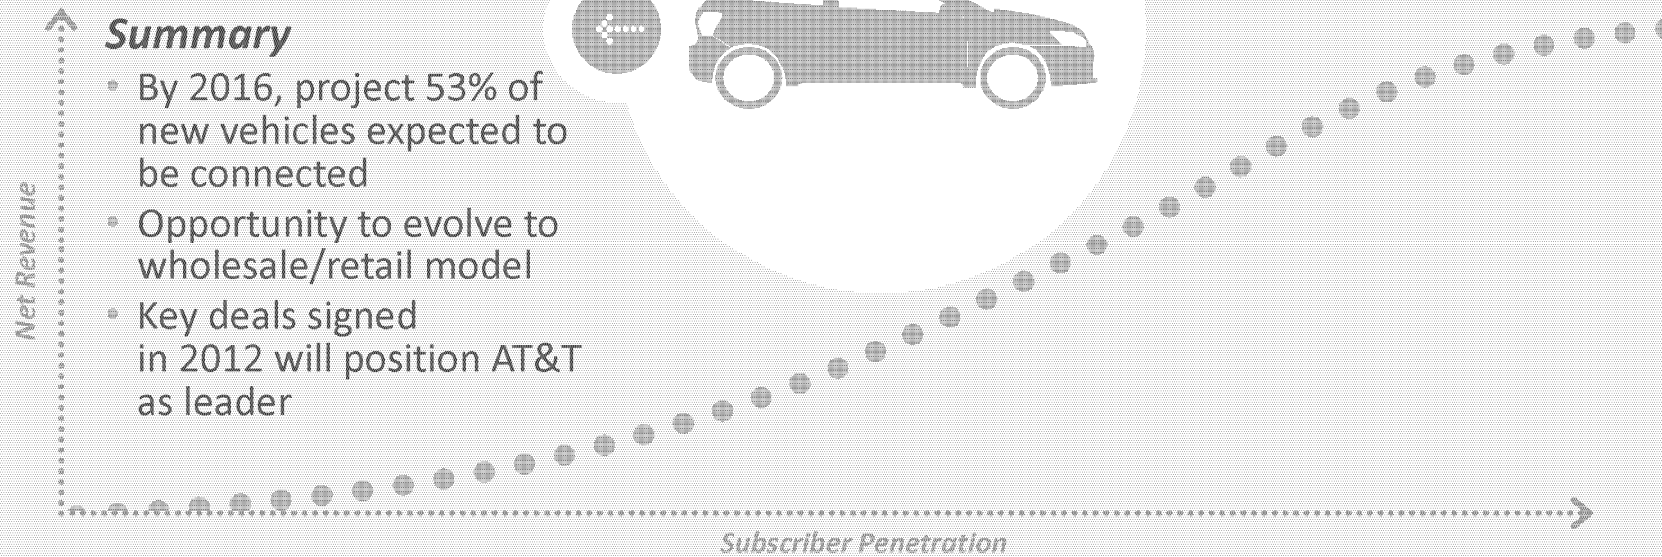 Summary
• By 2016, project 53% of
new vehicles expected to
be connected
• Opportunity to evolve to
wholesale/retail model
• Key deals signed
in 2012 will position AT&T
as leader
Net Revenue
Subscriber Penetration